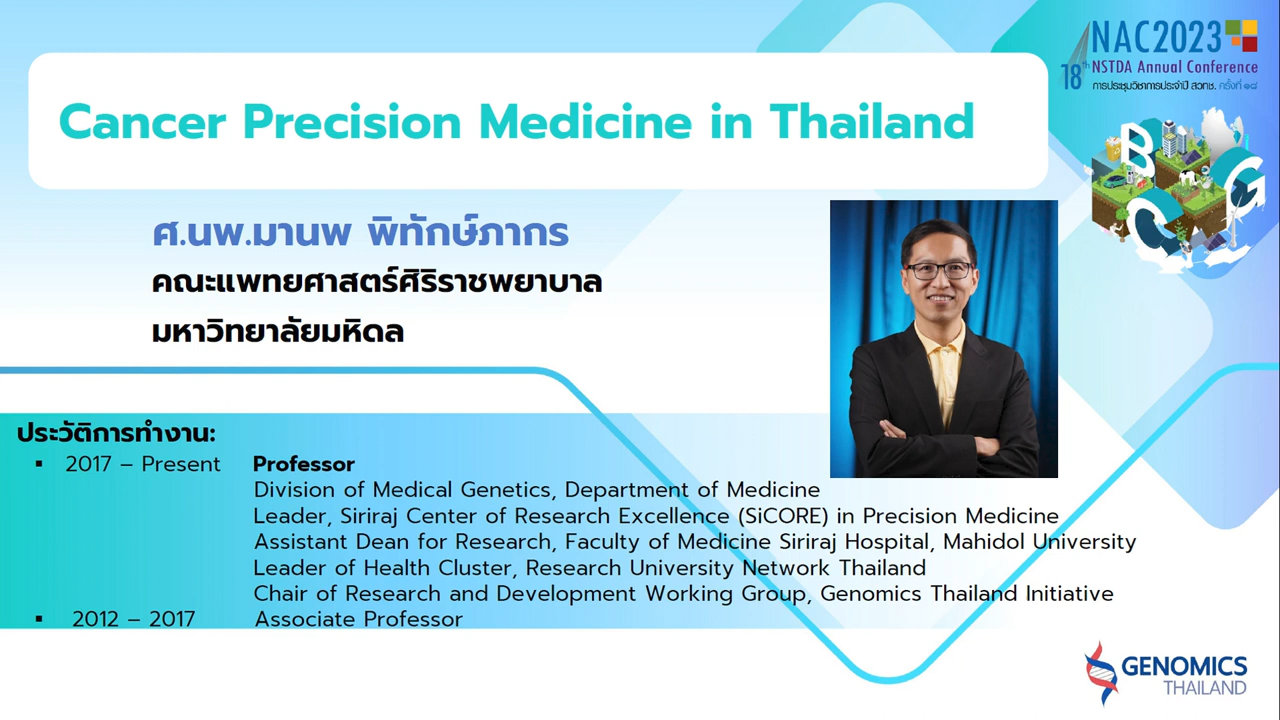 NAC2023
18th NSTDA Annual Conference
การประชุมวิชาการประจำปี สวทช. ครั้งที่ ๑๘
B
C
G
Cancer Precision Medicine in Thailand
ศ.นพ.มานพ พิทักษ์ภากร
คณะแพทยศาสตร์ศิริราชพยาบาล
มหาวิทยาลัยมหิดล
ประวัติการทำงาน:
▪ 2017 – Present Professor
Division of Medical Genetics, Department of Medicine
Leader, Siriraj Center of Research Excellence (SiCORE) in Precision Medicine
Assistant Dean for Research, Faculty of Medicine Siriraj Hospital, Mahidol University
Leader of Health Cluster, Research University Network Thailand
Chair of Research and Development Working Group, Genomics Thailand Initiative
▪ 2012 – 2017 Associate Professor
GENOMICS
THAILAND